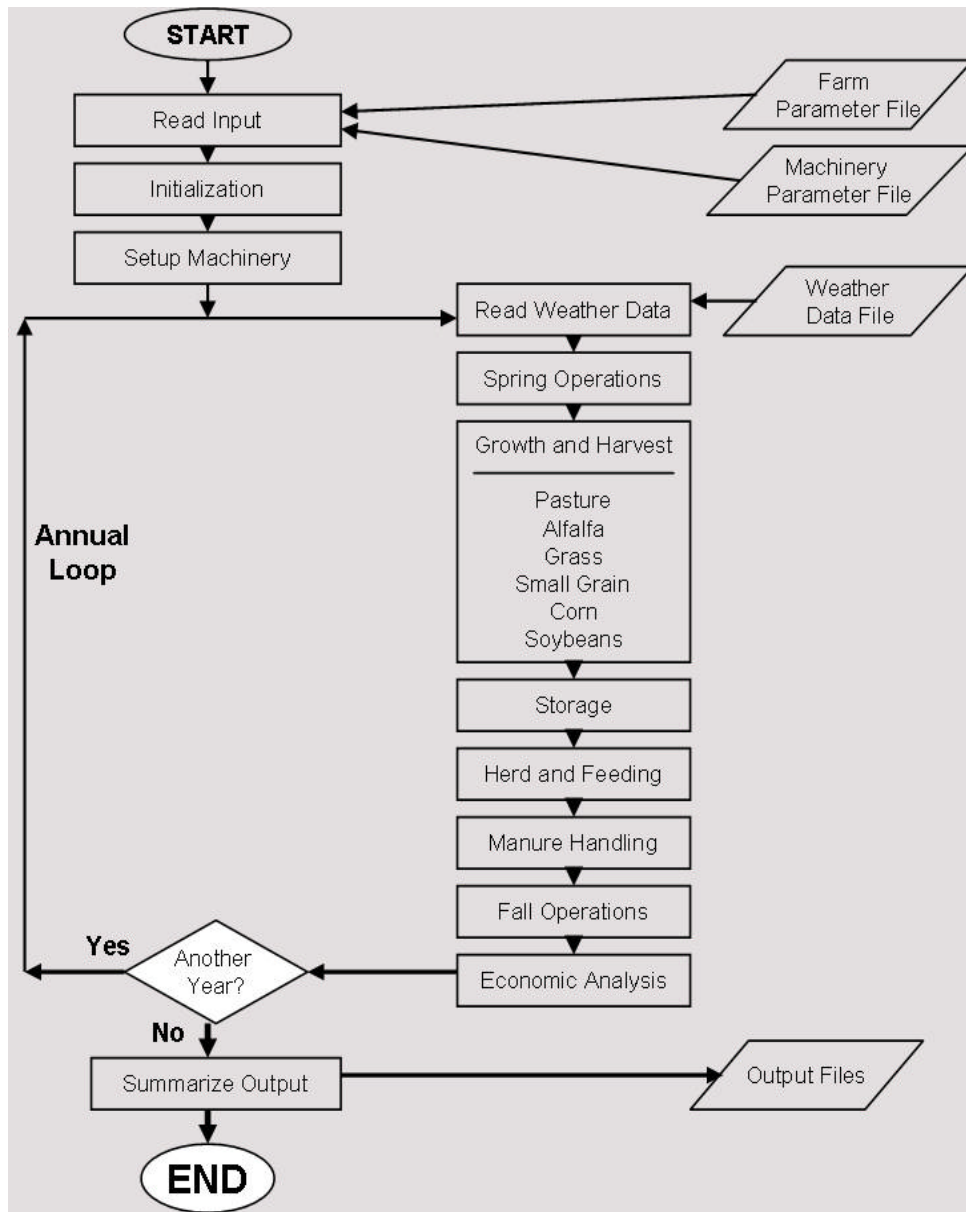 START
Read Input
Farm
Parameter File
Machinery
Parameter File
Initialization
Setup Machinery
Read Weather Data
Weather
Data File
Spring Operations
Growth and Harvest
Pasture
Alfalfa
Grass
Small Grain
Corn
Soybeans
Annual
Loop
Storage
Herd and Feeding
Manure Handling
Fall Operations
Economic Analysis
Another
Year?
Yes
No
Summarize Output
Output Files
END